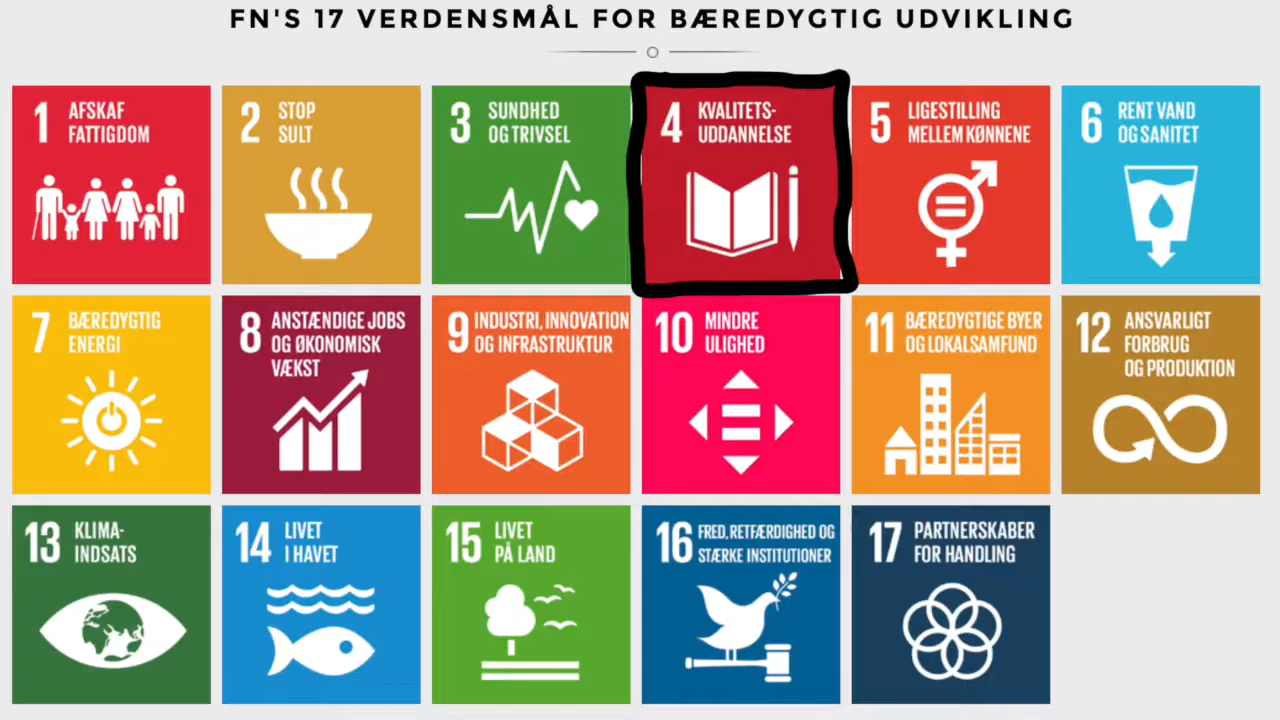 FN'S 17 VERDENSMÅL FOR BÆREDYGTIG UDVIKLING
1 AFSKAF
FATTIGDOM
2 STOP
SULT
3 SUNDHED
OG TRIVSEL
4 KVALITETS-
UDDANNELSE
5 LIGESTILLING
MELLEM KØNNENE
6 RENT VAND
OG SANITET
7 BÆREDYGTIG
ENERGI
8 ANSTÆNDIGE JOBS
OG ØKONOMISK
VÆKST
9 INDUSTRI, INNOVATION
OG INFRASTRUKTUR
10 MINDRE
ULIGHED
11 BÆREDYGTIGE BYER
OG LOKALSAMFUND
12 ANSVARLIGT
FORBRUG
OG PRODUKTION
13 KLIMA-
INDSATS
14 LIVET
I HAVET
15 LIVET
PÅ LAND
16 FRED, RETFÆRDIGHED OG
STÆRKE INSTITUTIONER
17 PARTNERSKABER
FOR HANDLING